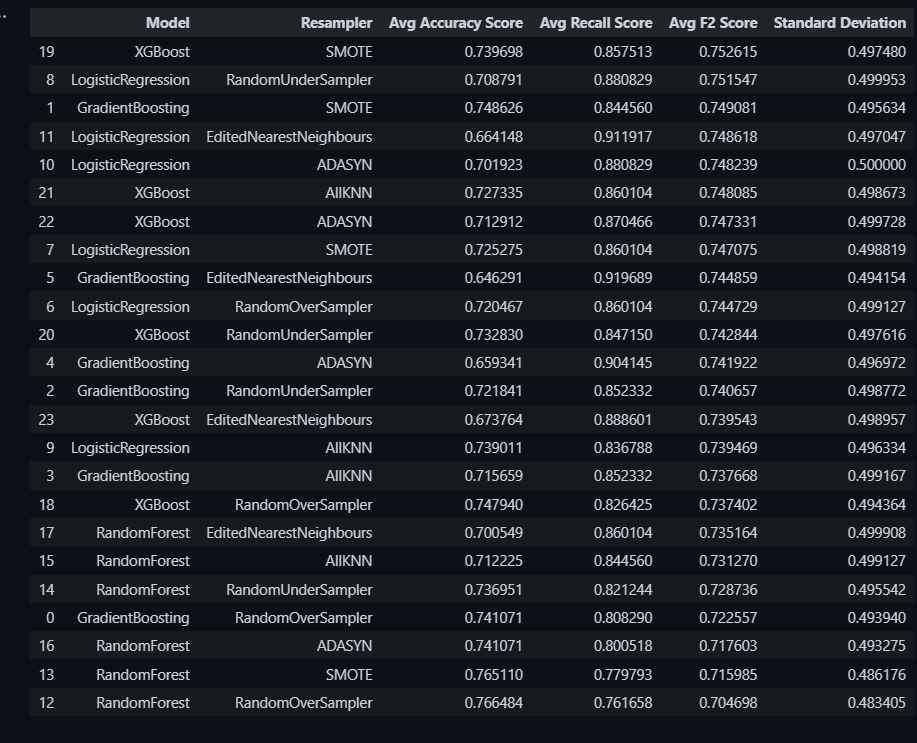 Model Resampler Avg Accuracy Score Avg Recall Score Avg F2 Score Standard Deviation
19 XGBoost SMOTE 0.739698 0.857513 0.752615 0.497480
8 LogisticRegression RandomUnderSampler 0.708791 0.880829 0.751547 0.499953
1 GradientBoosting SMOTE 0.748626 0.844560 0.749081 0.495634
11 LogisticRegression EditedNearestNeighbours 0.664148 0.911917 0.748618 0.497047
10 LogisticRegression ADASYN 0.701923 0.880829 0.748239 0.500000
21 XGBoost AllKNN 0.727335 0.860104 0.748085 0.498673
22 XGBoost ADASYN 0.712912 0.870466 0.747331 0.499728
7 LogisticRegression SMOTE 0.725275 0.860104 0.747075 0.498819
5 GradientBoosting EditedNearestNeighbours 0.646291 0.919689 0.744859 0.494154
6 LogisticRegression RandomOverSampler 0.720467 0.860104 0.744729 0.499127
20 XGBoost RandomUnderSampler 0.732830 0.847150 0.742844 0.497616
4 GradientBoosting ADASYN 0.659341 0.904145 0.741922 0.496972
2 GradientBoosting RandomUnderSampler 0.721841 0.852332 0.740657 0.498772
23 XGBoost EditedNearestNeighbours 0.673764 0.888601 0.739543 0.498957
9 LogisticRegression AllKNN 0.739011 0.836788 0.739469 0.496334
3 GradientBoosting AllKNN 0.715659 0.852332 0.737668 0.499167
18 XGBoost RandomOverSampler 0.747940 0.826425 0.737402 0.494364
17 RandomForest EditedNearestNeighbours 0.700549 0.860104 0.735164 0.499908
15 RandomForest AllKNN 0.712225 0.844560 0.731270 0.499127
14 RandomForest RandomUnderSampler 0.736951 0.821244 0.728736 0.495542
0 GradientBoosting RandomOverSampler 0.741071 0.808290 0.722557 0.493940
16 RandomForest ADASYN 0.741071 0.800518 0.717603 0.493275
13 RandomForest SMOTE 0.765110 0.779793 0.715985 0.486176
12 RandomForest RandomOverSampler 0.766484 0.761658 0.704698 0.483405